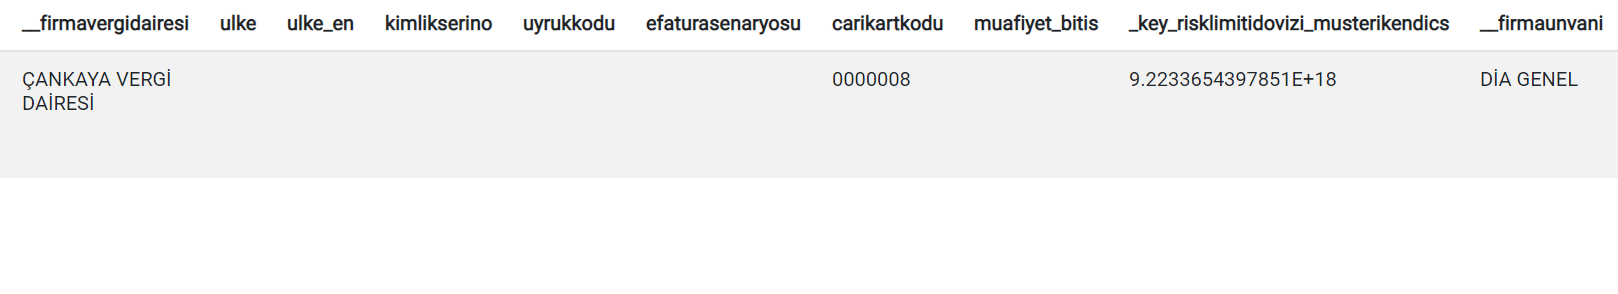 __firmavergidairesi ulke ulke_en kimlikserino uyrukkodu efaturasenaryosu carikartkodu muafiyet_bitis _key_risklimitidovizi_musterikendics __firmaunvani
ÇANKAYA VERGİ 0000008 9.2233654397851E+18 DİA GENEL
DAİRESİ